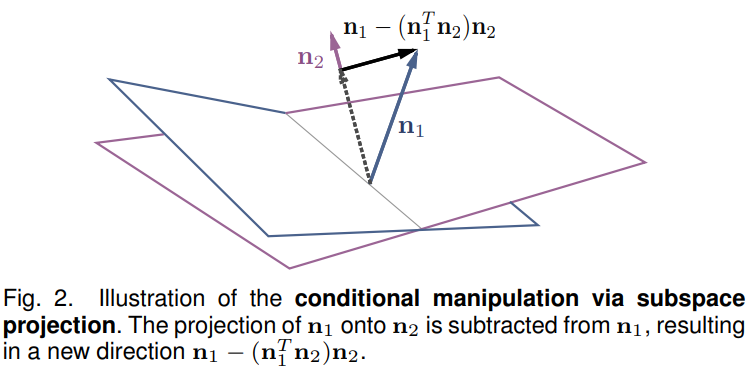 n₁ − (n₁ᵀn₂)n₂
n₂
n₁
Fig. 2. Illustration of the conditional manipulation via subspace
projection. The projection of n₁ onto n₂ is subtracted from n₁, resulting
in a new direction n₁ − (n₁ᵀn₂)n₂.